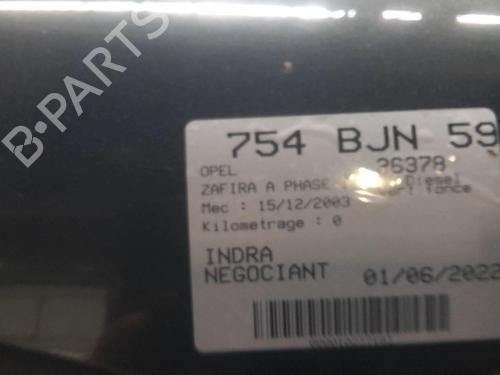 754 BJN 59
OPEL 36378
ZAFIRA A PHASE Diesel
Mec : 15/12/2003
Kilometrage : 0
INDRA
NEGOCIANT 01/06/2022
B-PARTS